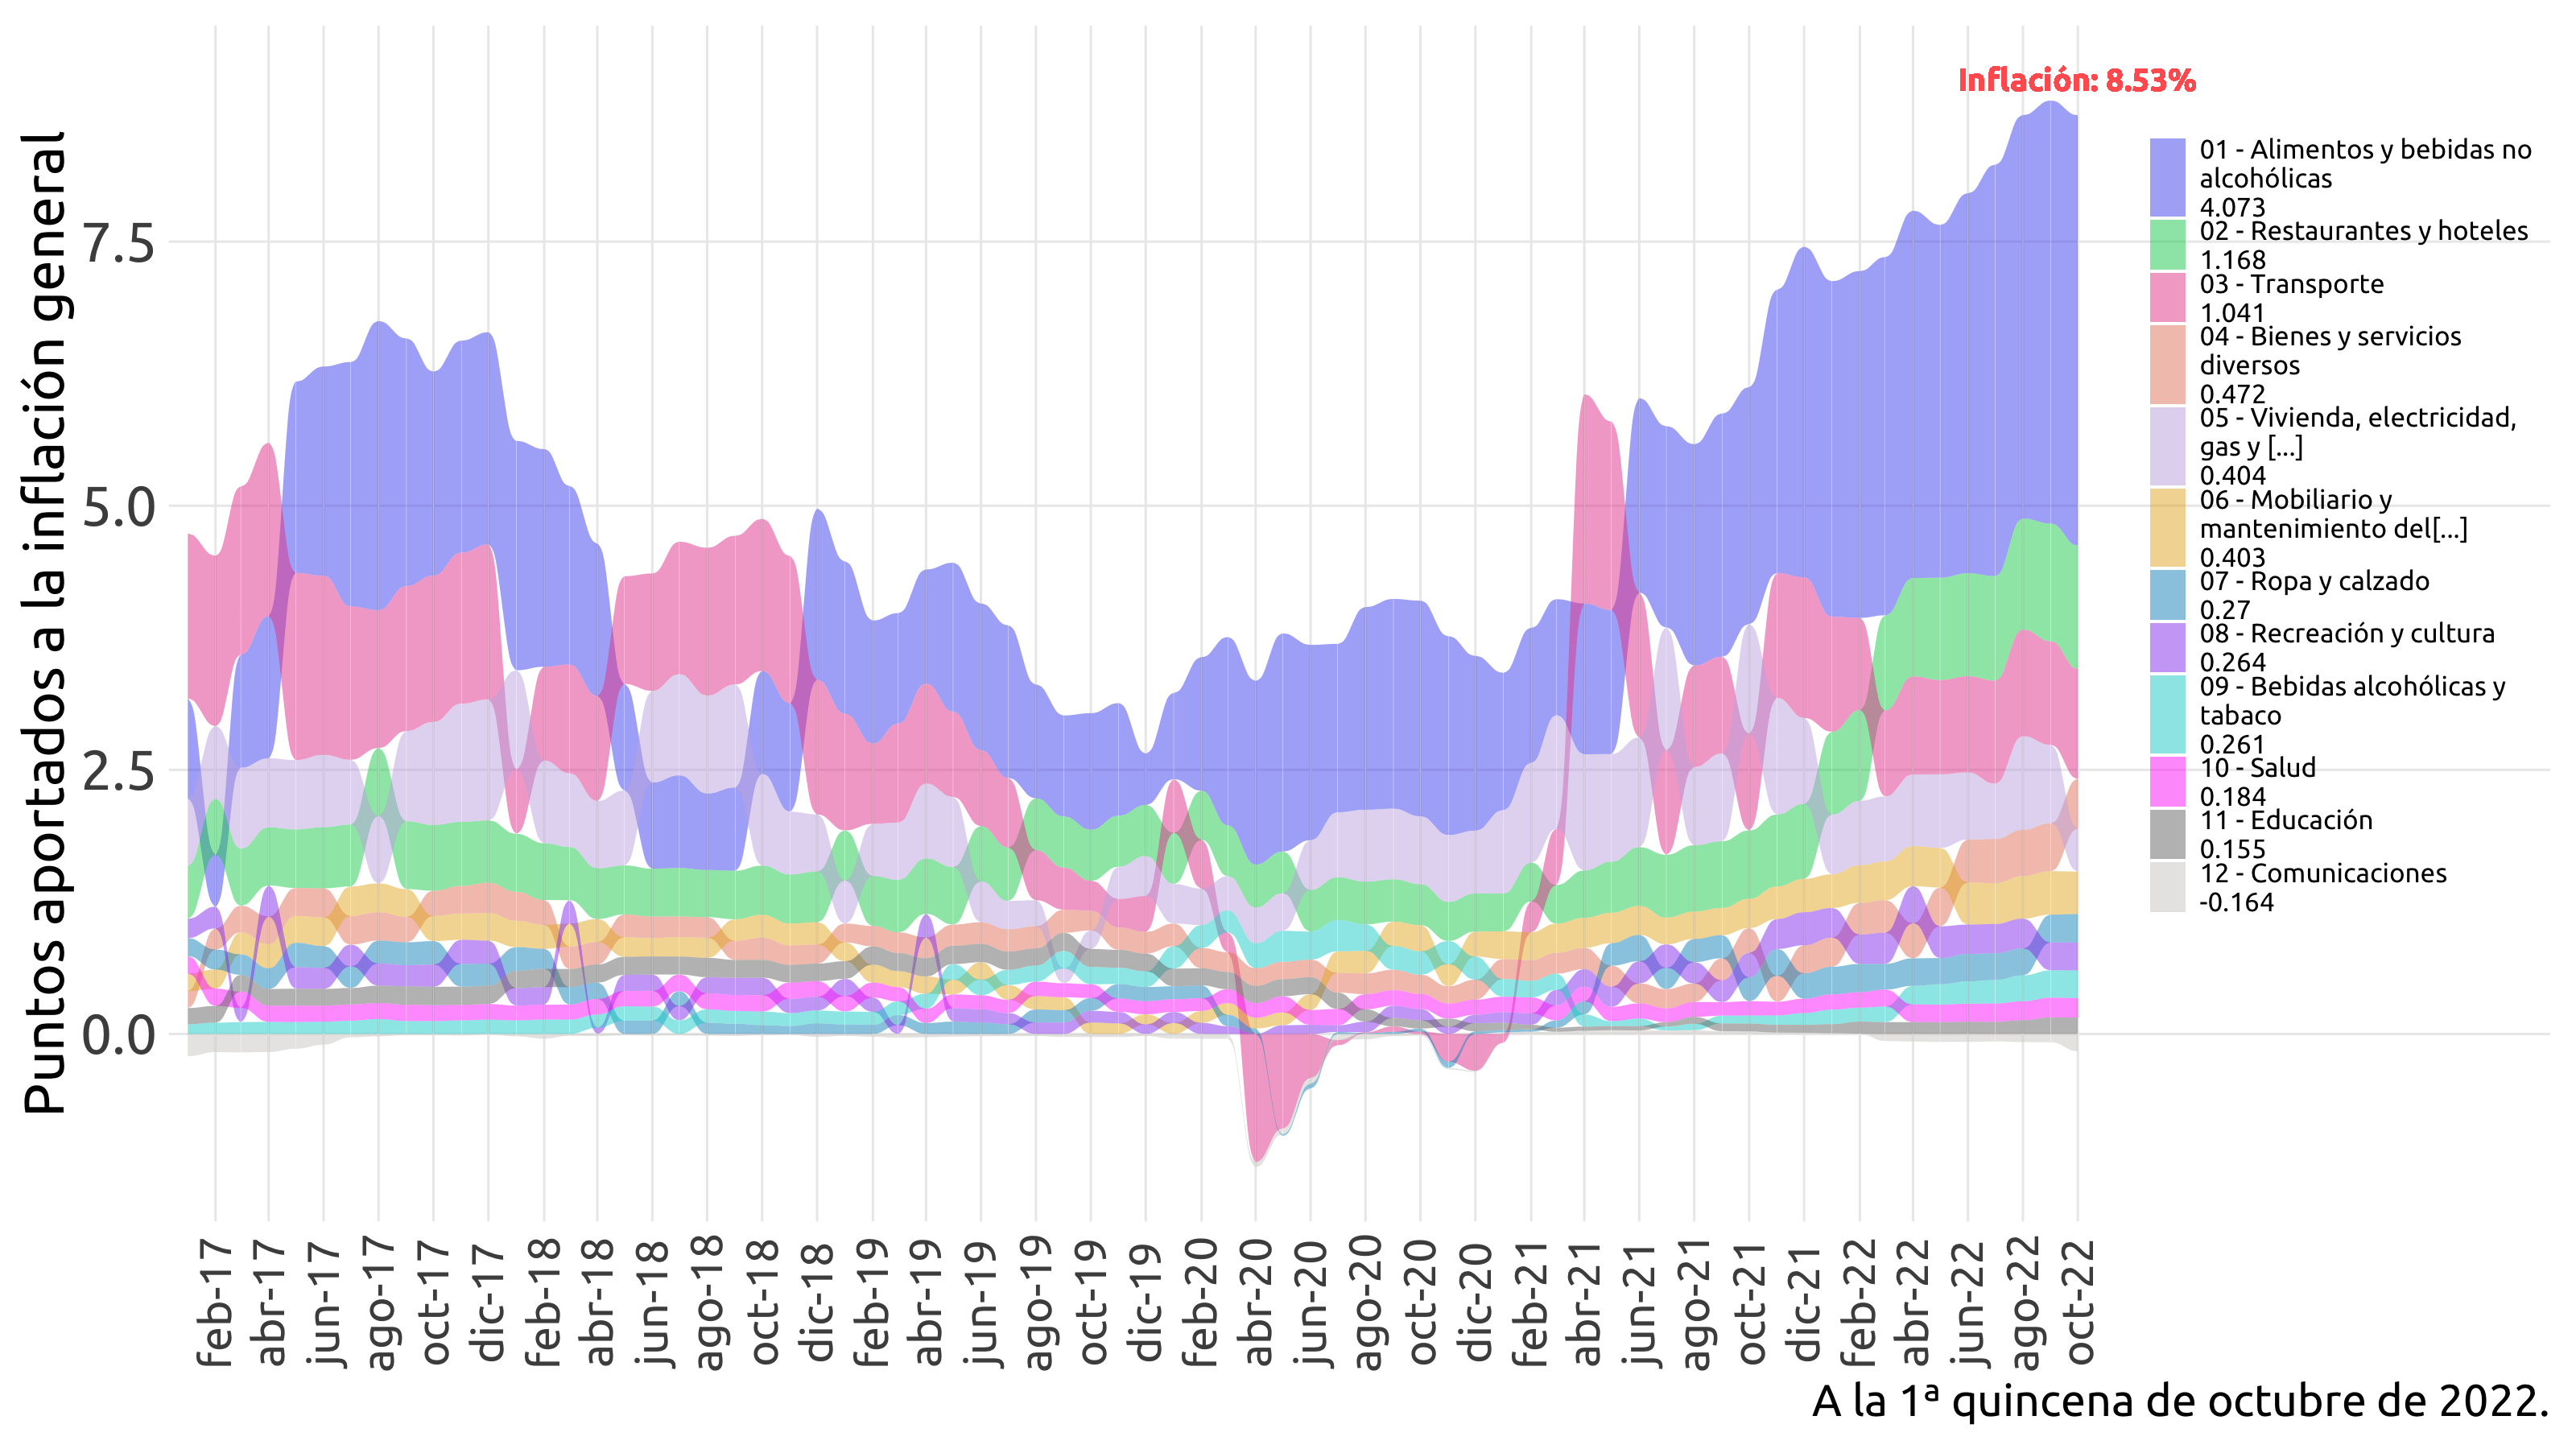 Inflación: 8.53%
Puntos aportados a la inflación general
7.5
5.0
2.5
0.0
01 - Alimentos y bebidas no
alcohólicas
4.073
02 - Restaurantes y hoteles
1.168
03 - Transporte
1.041
04 - Bienes y servicios
diversos
0.472
05 - Vivienda, electricidad,
gas y [...]
0.404
06 - Mobiliario y
mantenimiento del[...]
0.403
07 - Ropa y calzado
0.27
08 - Recreación y cultura
0.264
09 - Bebidas alcohólicas y
tabaco
0.261
10 - Salud
0.184
11 - Educación
0.155
12 - Comunicaciones
-0.164
feb-17
abr-17
jun-17
ago-17
oct-17
dic-17
feb-18
abr-18
jun-18
ago-18
oct-18
dic-18
feb-19
abr-19
jun-19
ago-19
oct-19
dic-19
feb-20
abr-20
jun-20
ago-20
oct-20
dic-20
feb-21
abr-21
jun-21
ago-21
oct-21
dic-21
feb-22
abr-22
jun-22
ago-22
oct-22
A la 1ª quincena de octubre de 2022.